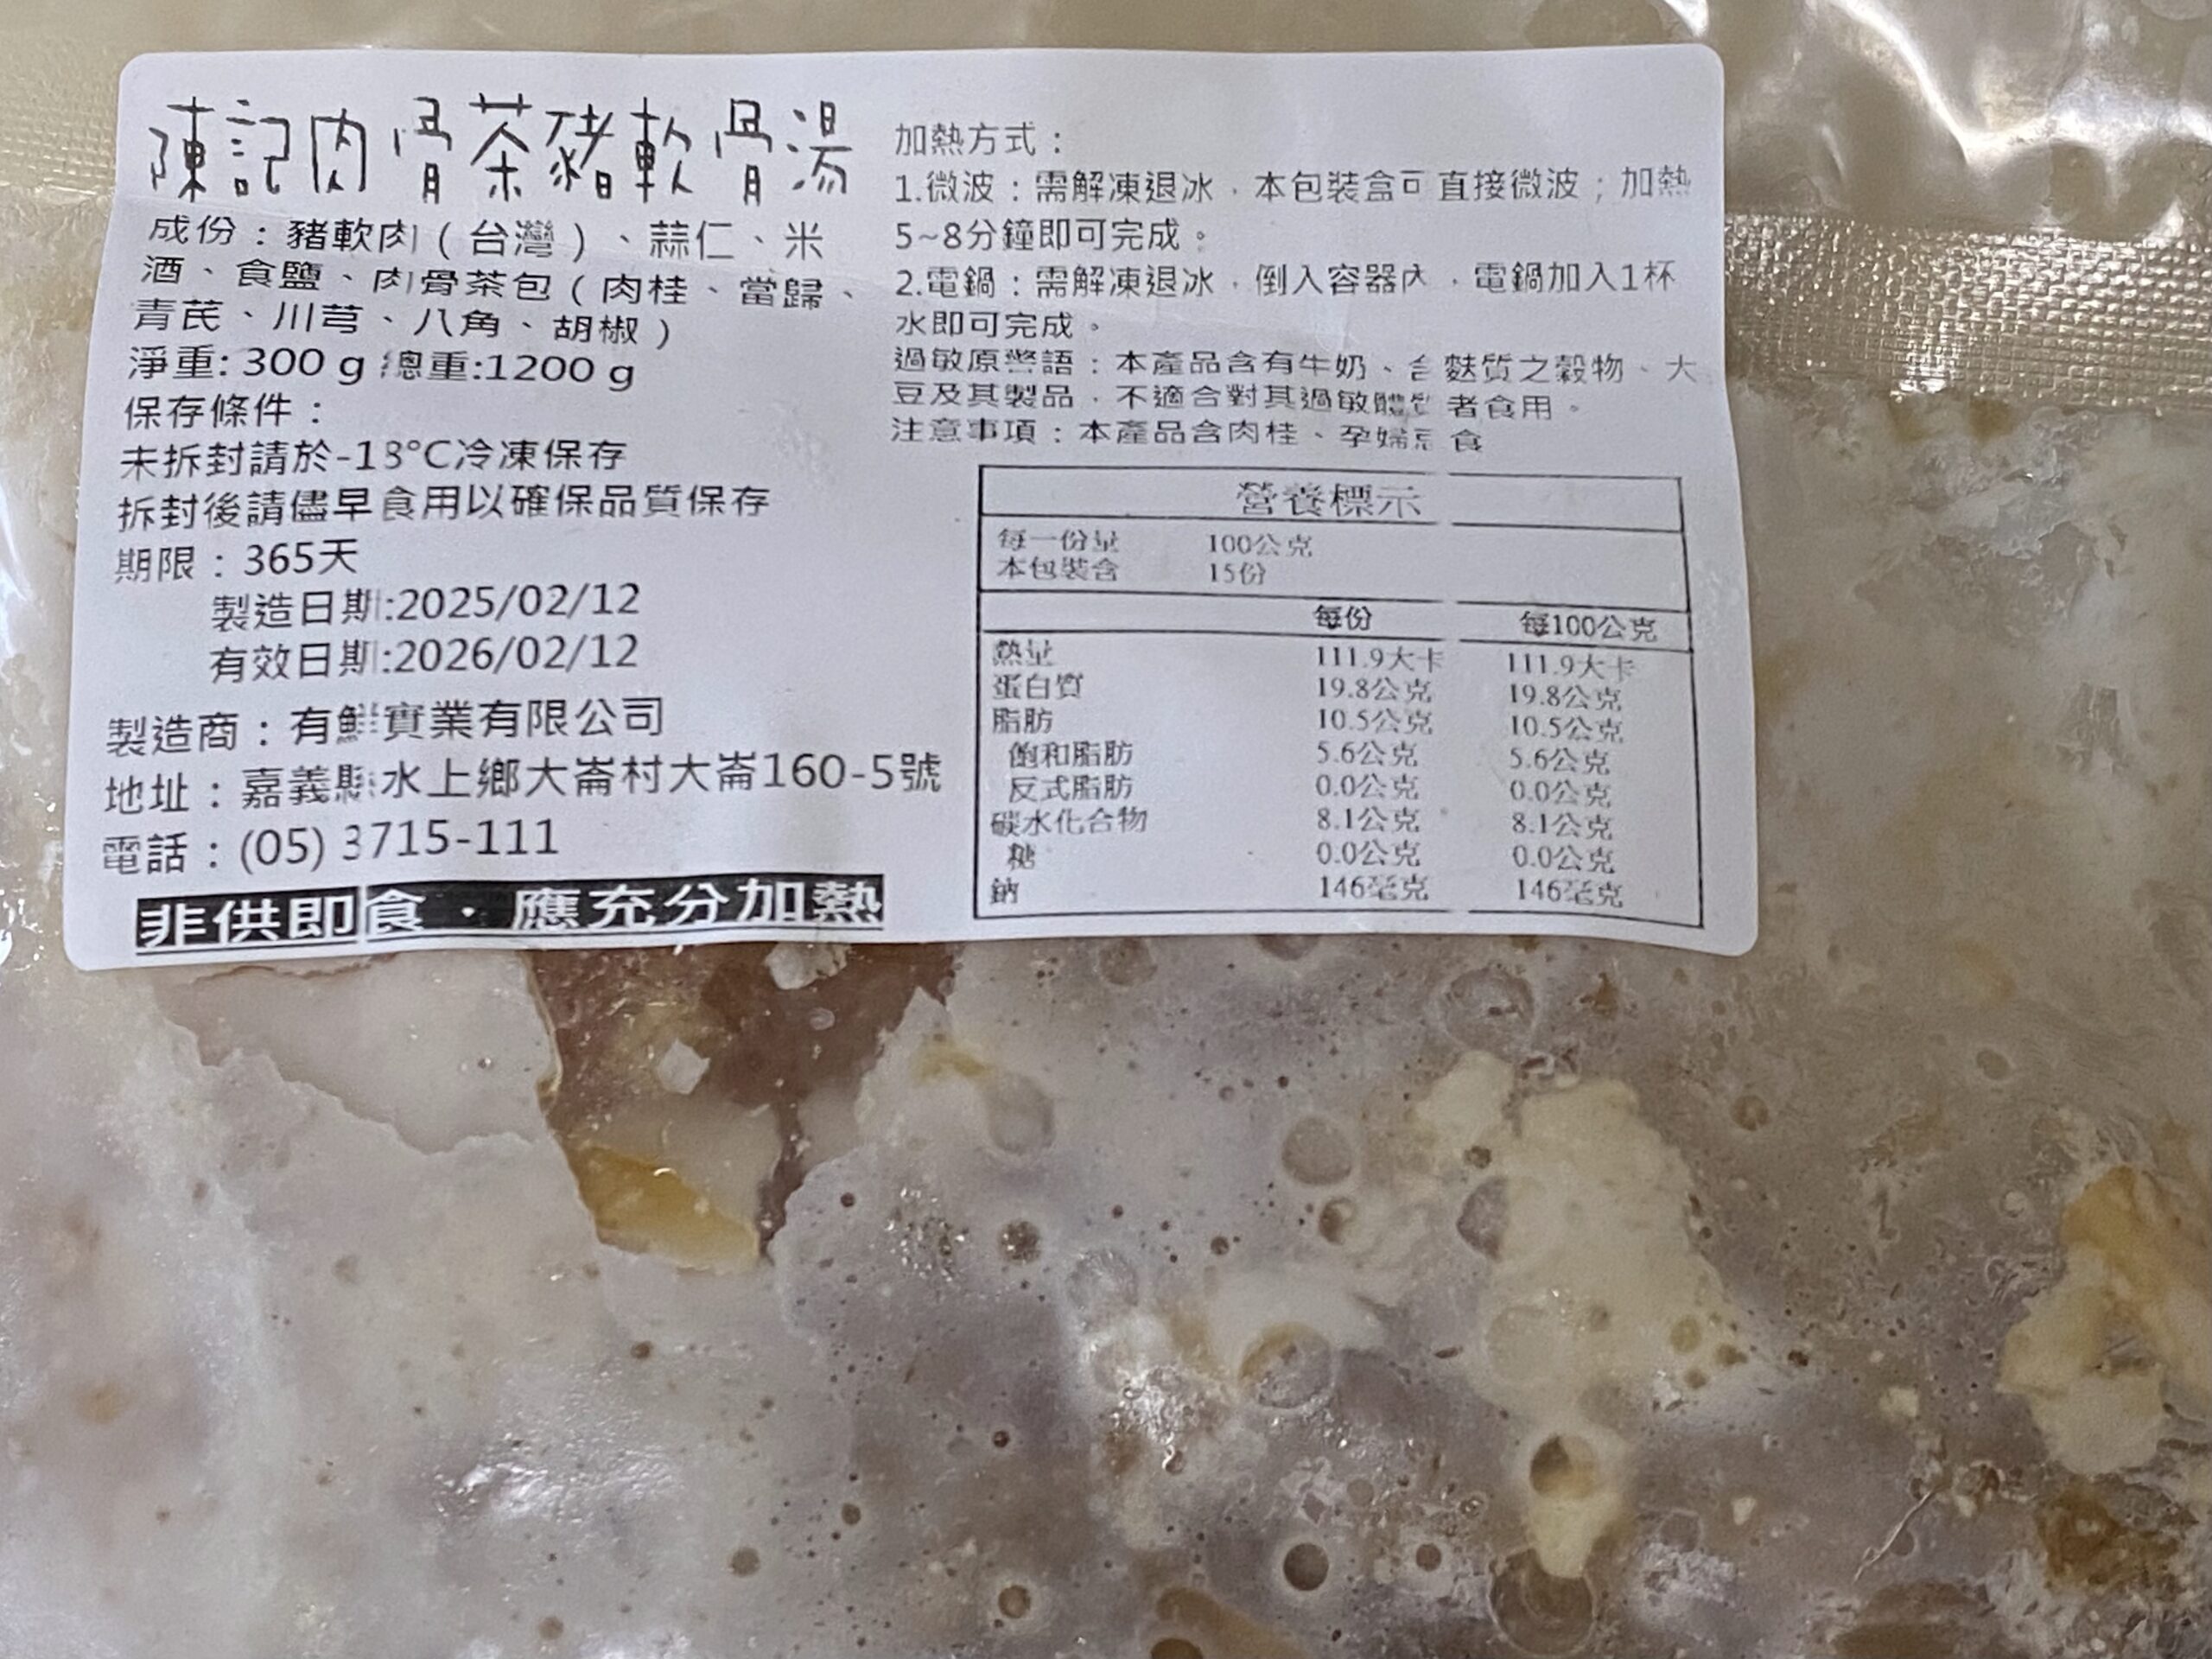 陳記肉骨茶豬軟骨湯
成份：豬軟肉（台灣）、蒜仁、米
酒、食鹽、肉骨茶包（肉桂、當歸、
青芪、川芎、八角、胡椒）
淨重: 300 g 總重:1200 g
保存條件：
未拆封請於-18°C冷凍保存
拆封後請儘早食用以確保品質保存
期限：365天
製造日期:2025/02/12
有效日期:2026/02/12
製造商：有鮮實業有限公司
地址：嘉義縣水上鄉大崙村大崙160-5號
電話：(05) 3715-111
非供即食．應充分加熱
加熱方式：
1.微波：需解凍退冰，本包裝盒可直接微波；加熱
5~8分鐘即可完成。
2.電鍋：需解凍退冰，倒入容器內，電鍋加入1杯
水即可完成。
過敏原警語：本產品含有牛奶、含麩質之穀物、大
豆及其製品，不適合對其過敏體質者食用。
注意事項：本產品含肉桂、孕婦忌食
營養標示
每一份量 100公克
本包裝含 15份
每份 每100公克
熱量 111.9大卡 111.9大卡
蛋白質 19.8公克 19.8公克
脂肪 10.5公克 10.5公克
飽和脂肪 5.6公克 5.6公克
反式脂肪 0.0公克 0.0公克
碳水化合物 8.1公克 8.1公克
糖 0.0公克 0.0公克
鈉 146毫克 146毫克